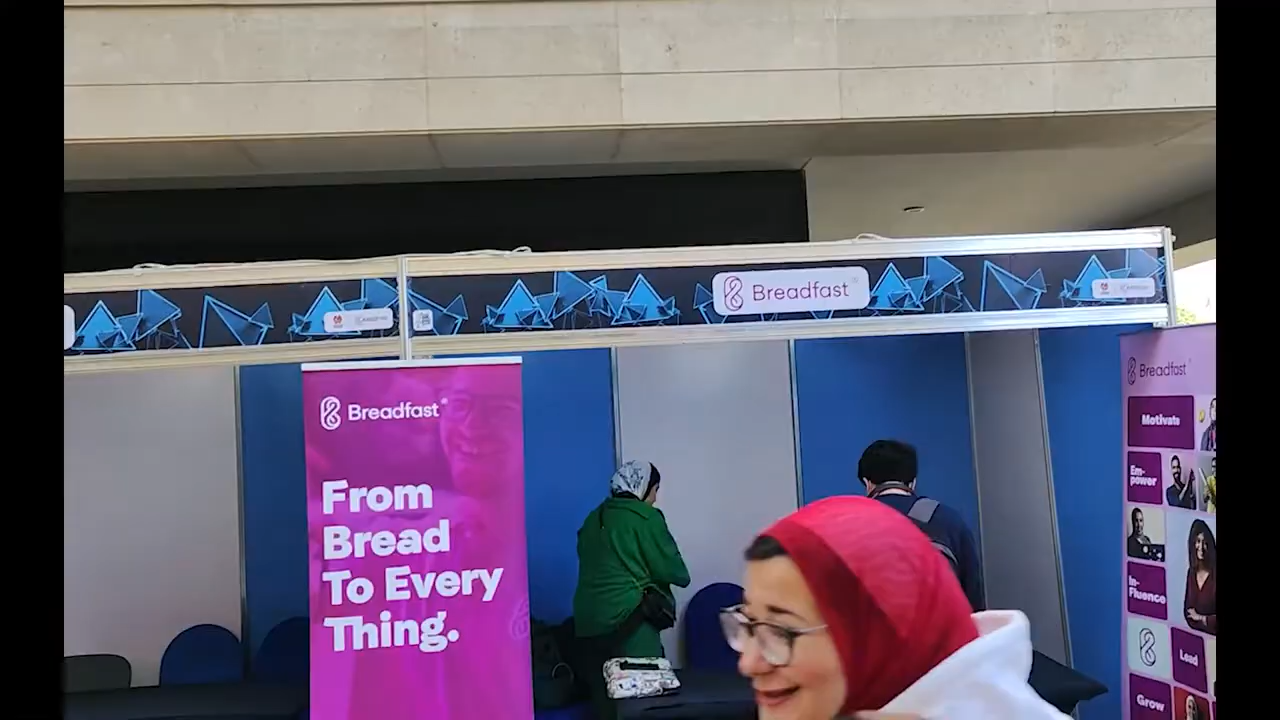 Breadfast
Breadfast
From
Bread
To Every
Thing.
Breadfast
Motivate
Em-
power
In-
Fluence
Lead
Grow